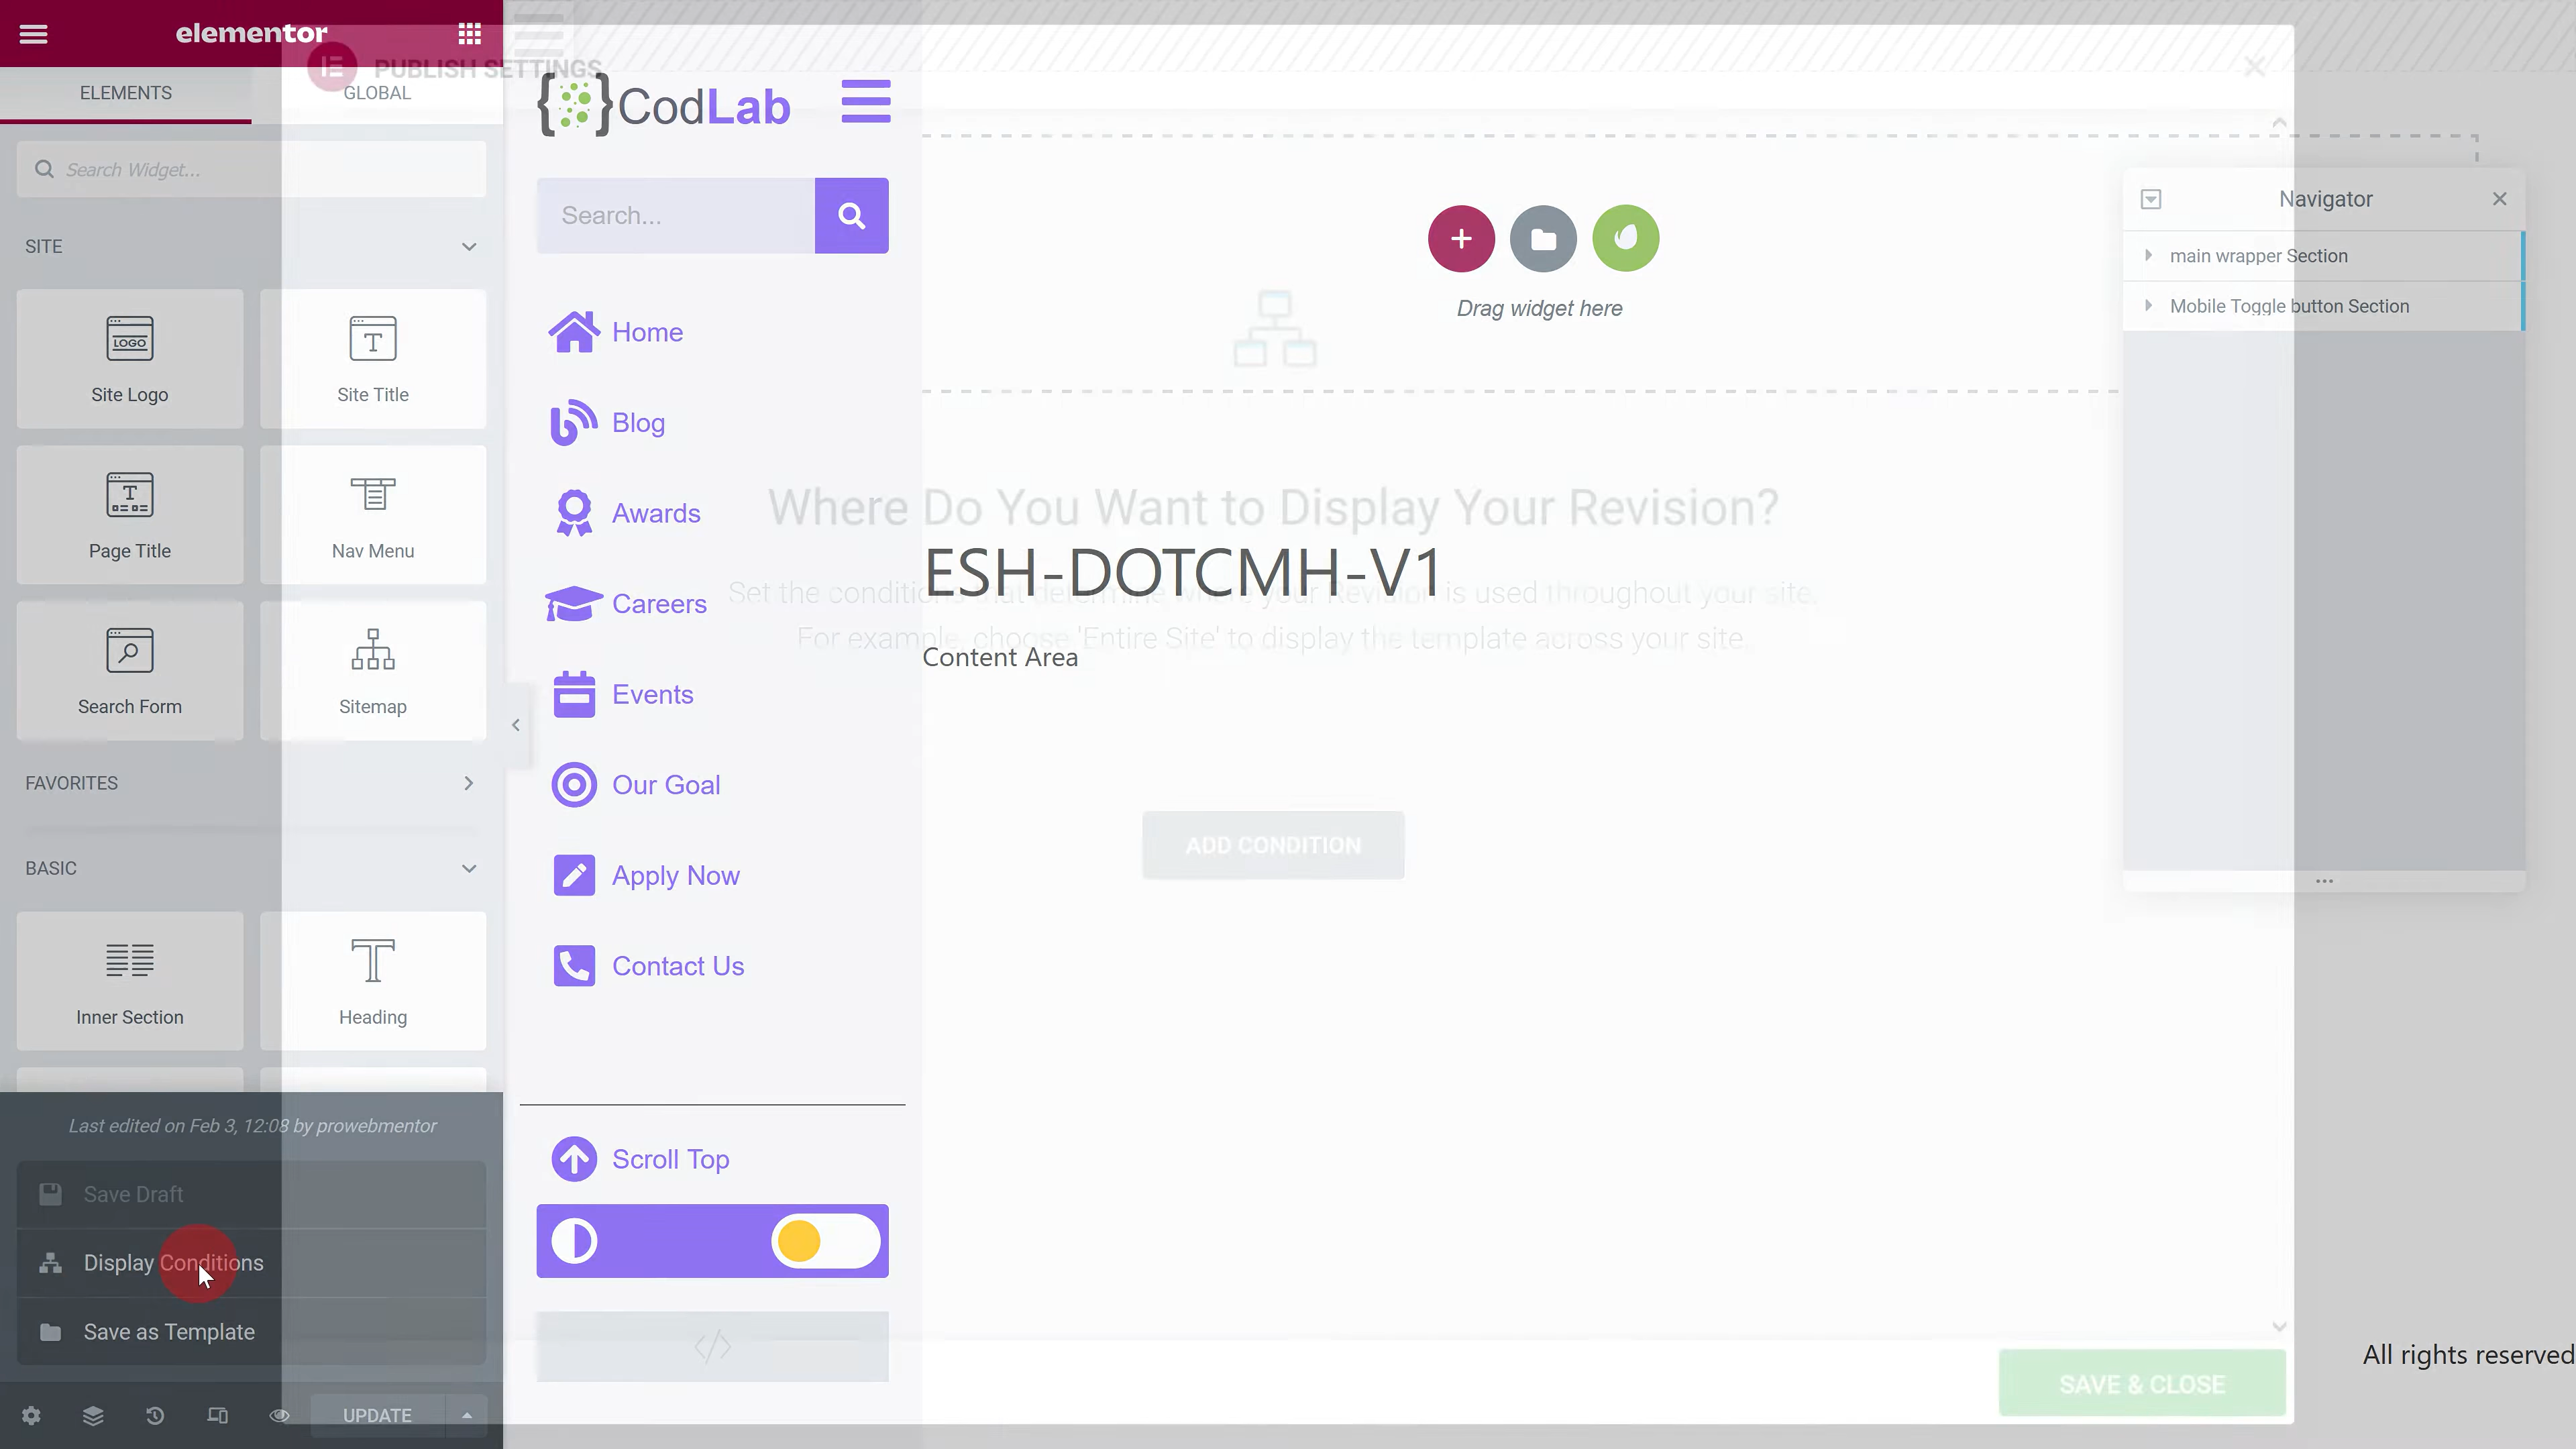 elementor
PUBLISH SETTINGS
ELEMENTS
GLOBAL
Search Widget...
SITE
LOGO
Site Logo
Site Title
Page Title
Nav Menu
Search Form
Sitemap
FAVORITES
BASIC
Inner Section
Heading
Last edited on Feb 3, 12:08 by prowebmentor
Save Draft
Display Conditions
Save as Template
UPDATE
{}CodLab
Search...
Home
Blog
Awards
Careers
Events
Our Goal
Apply Now
Contact Us
Scroll Top
</>
Drag widget here
Where Do You Want to Display Your Revision?
ESH-DOTCMH-V1
Set the conditions that determine where your Revision is used throughout your site.
For example, choose 'Entire Site' to display the template across your site.
Content Area
ADD CONDITION
Navigator
main wrapper Section
Mobile Toggle button Section
All rights reserved
SAVE & CLOSE